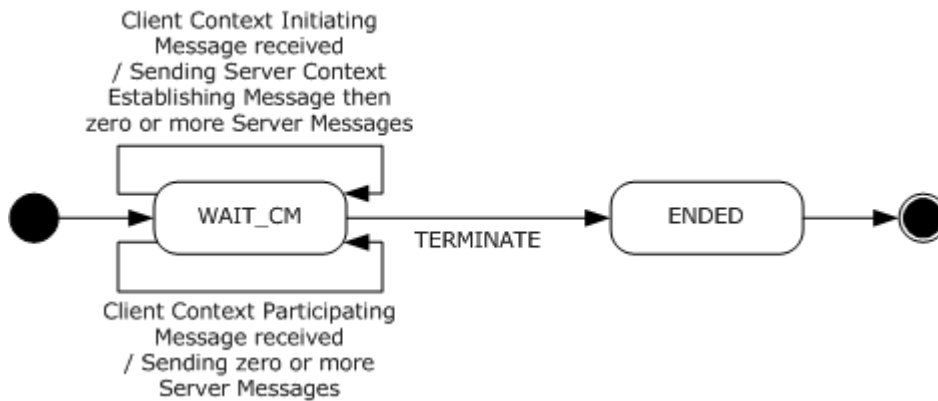 Client Context Initiating
Message received
/ Sending Server Context
Establishing Message then
zero or more Server Messages
WAIT_CM
TERMINATE
ENDED
Client Context Participating
Message received
/ Sending zero or more
Server Messages